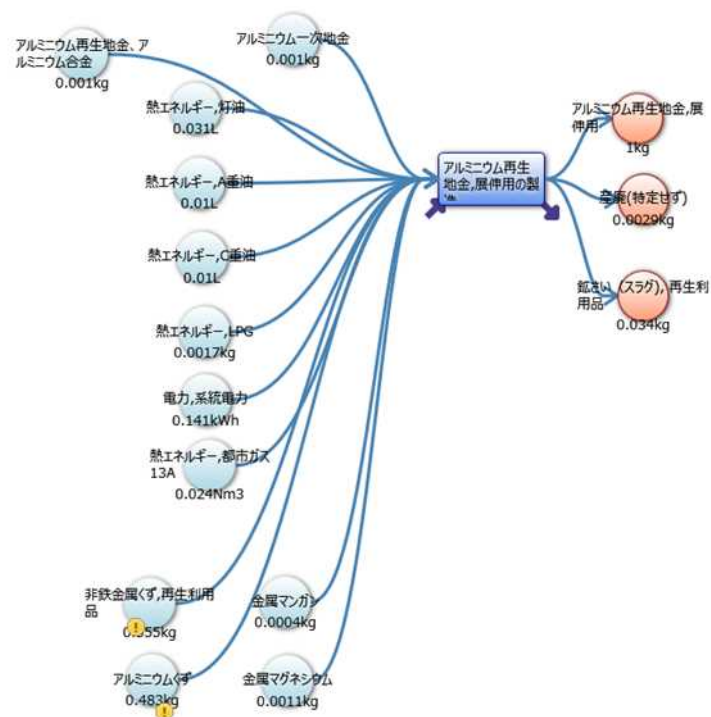 アルミニウム再生地金、ア
ルミニウム合金
0.001kg
アルミニウム一次地金
0.001kg
熱エネルギー,灯油
0.031L
熱エネルギー,A重油
0.01L
熱エネルギー,C重油
0.01L
熱エネルギー,LPG
0.0017kg
電力,系統電力
0.141kWh
熱エネルギー,都市ガス
13A
0.024Nm3
非鉄金属くず,再生利用
品
アルミニウムくず
0.483kg
金属マンガン
0.0004kg
金属マグネシウム
0.0011kg
アルミニウム再生
地金,展伸用の製
造
アルミニウム再生地金,展
伸用
1kg
産廃(特定せず)
0.0029kg
鉱さい（スラグ),再生利
用品
0.034kg